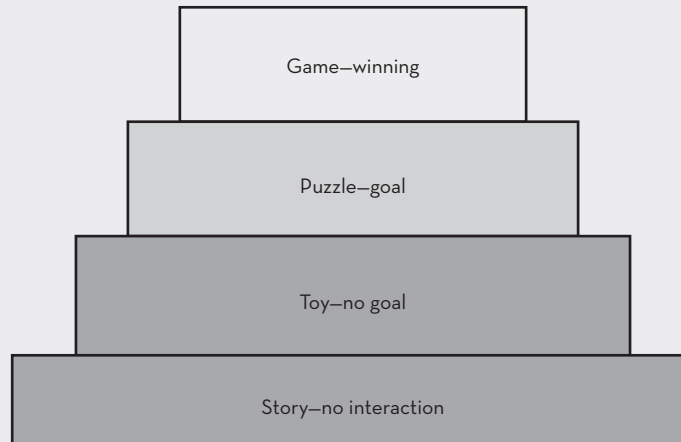 Game—winning
Puzzle—goal
Toy—no goal
Story—no interaction